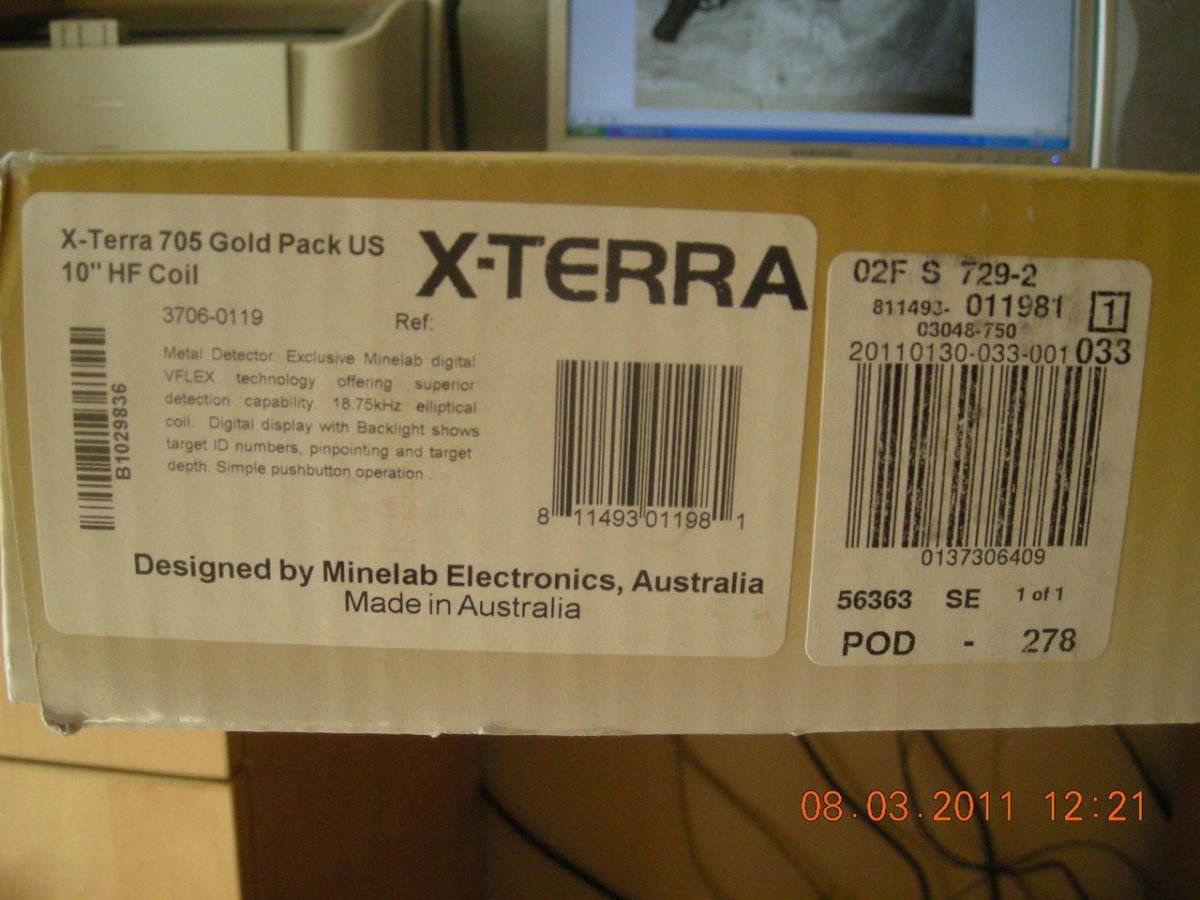 X-Terra 705 Gold Pack US
10" HF Coil
X-TERRA
3706-0119
Ref:
Metal Detector. Exclusive Minelab digital
VFLEX technology offering superior
detection capability. 18.75kHz elliptical
coil. Digital display with Backlight shows
target ID numbers, pinpointing and target
depth. Simple pushbutton operation .
B1029836
8 11493 01198 1
Designed by Minelab Electronics, Australia
Made in Australia
02F S 729-2
811493- 011981 1
03048-750
20110130-033-001 033
0137306409
56363 SE 1 of 1
POD - 278
08.03.2011 12:21